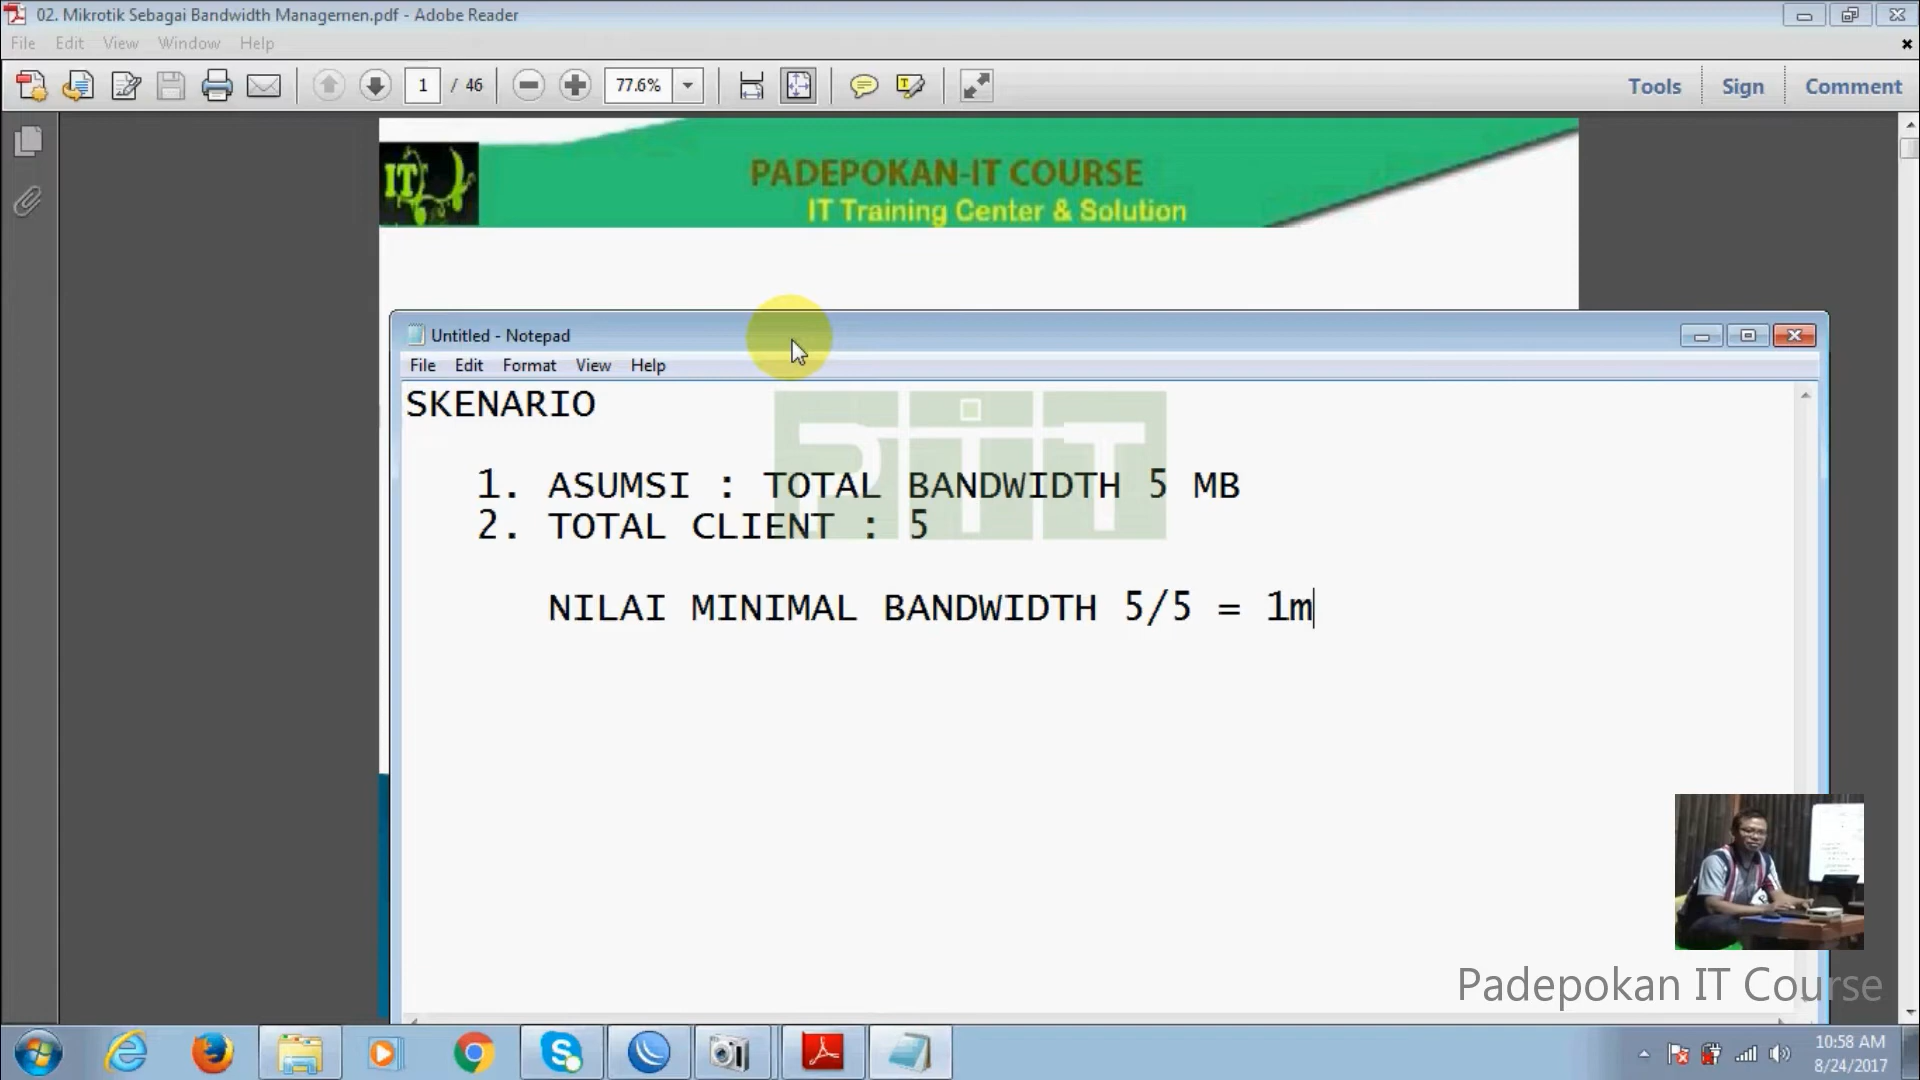 02. Mikrotik Sebagai Bandwidth Managemen.pdf - Adobe Reader
File Edit View Window Help
1 / 46 77.6% Tools Sign Comment
IT
PADEPOKAN-IT COURSE
IT Training Center & Solution
Untitled - Notepad
File Edit Format View Help
SKENARIO
PIT
1. ASUMSI : TOTAL BANDWIDTH 5 MB
2. TOTAL CLIENT : 5
NILAI MINIMAL BANDWIDTH 5/5 = 1m
Padepokan IT Course
10:58 AM
8/24/2017